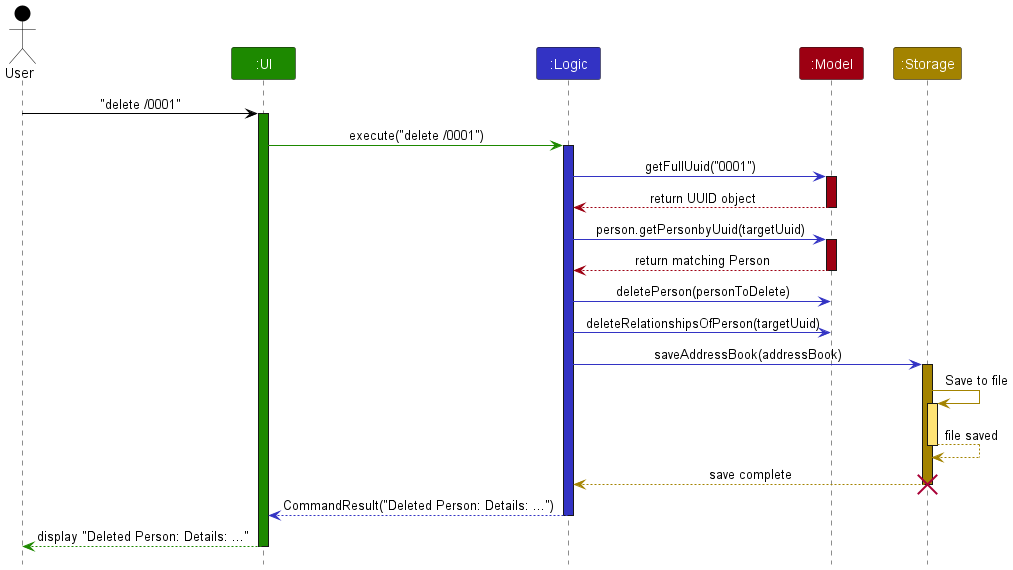 User
:UI
:Logic
:Model
:Storage
"delete /0001"
execute("delete /0001")
getFullUuid("0001")
return UUID object
person.getPersonbyUuid(targetUuid)
return matching Person
deletePerson(personToDelete)
deleteRelationshipsOfPerson(targetUuid)
saveAddressBook(addressBook)
Save to file
file saved
save complete
CommandResult("Deleted Person: Details: ...")
display "Deleted Person: Details: ..."